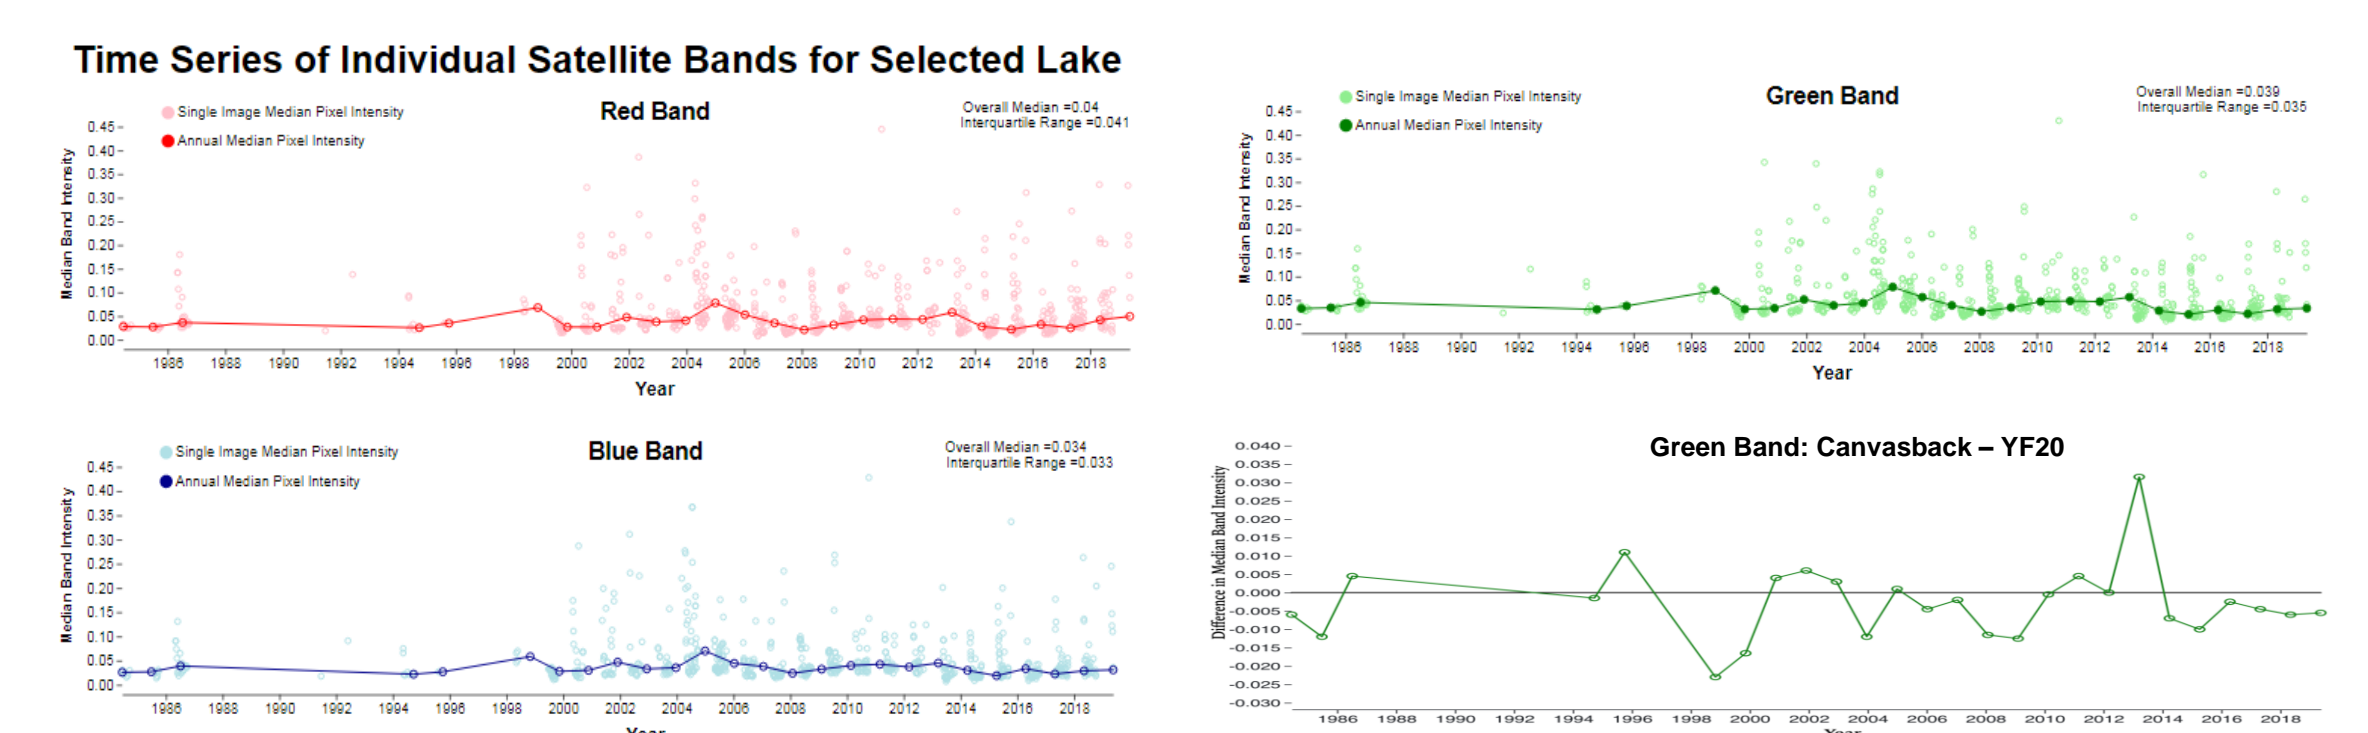 Time Series of Individual Satellite Bands for Selected Lake
Single Image Median Pixel Intensity
Annual Median Pixel Intensity
Red Band
Overall Median =0.04
Interquartile Range =0.041
Median Band Intensity
0.45
0.40
0.35
0.30
0.25
0.20
0.15
0.10
0.05
0.00
1986 1988 1990 1992 1994 1996 1998 2000 2002 2004 2006 2008 2010 2012 2014 2016 2018
Year
Single Image Median Pixel Intensity
Annual Median Pixel Intensity
Green Band
Overall Median =0.039
Interquartile Range =0.035
Median Band Intensity
0.45
0.40
0.35
0.30
0.25
0.20
0.15
0.10
0.05
0.00
1986 1988 1990 1992 1994 1996 1998 2000 2002 2004 2006 2008 2010 2012 2014 2016 2018
Year
Single Image Median Pixel Intensity
Annual Median Pixel Intensity
Blue Band
Overall Median =0.034
Interquartile Range =0.033
Median Band Intensity
0.45
0.40
0.35
0.30
0.25
0.20
0.15
0.10
0.05
0.00
1986 1988 1990 1992 1994 1996 1998 2000 2002 2004 2006 2008 2010 2012 2014 2016 2018
Year
Green Band: Canvasback – YF20
Difference in Median Band Intensity
0.040
0.035
0.030
0.025
0.020
0.015
0.010
0.005
0.000
-0.005
-0.010
-0.015
-0.020
-0.025
-0.030
1986 1988 1990 1992 1994 1996 1998 2000 2002 2004 2006 2008 2010 2012 2014 2016 2018
Year